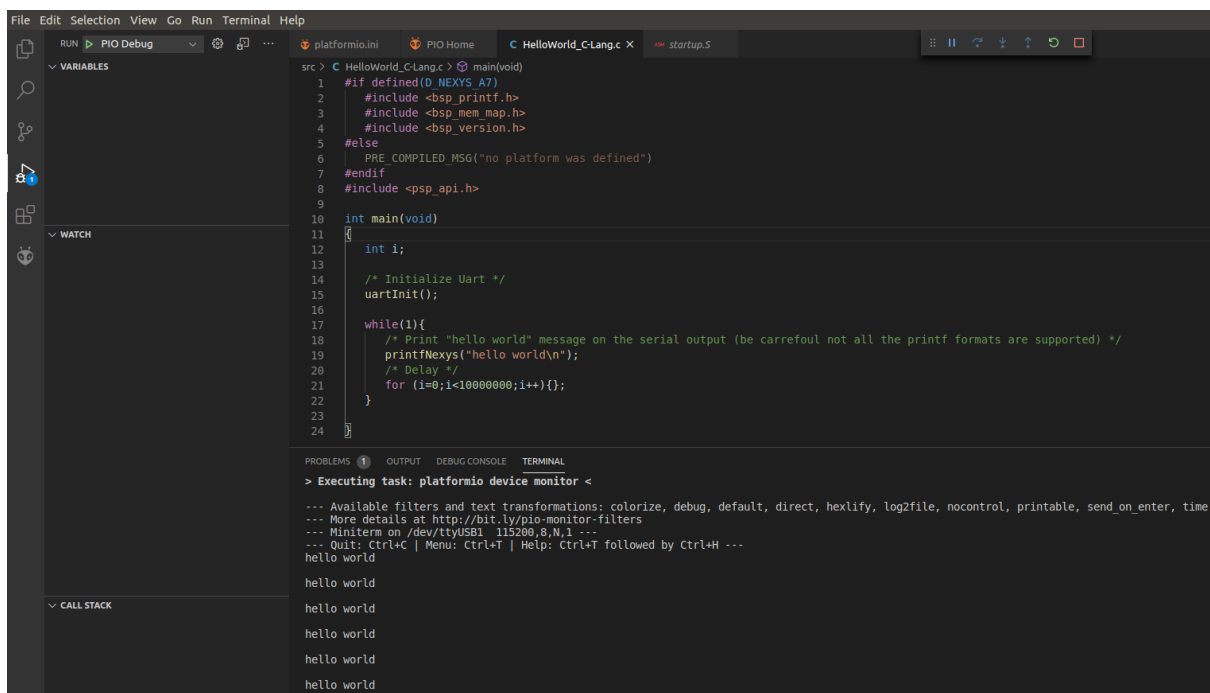 File Edit Selection View Go Run Terminal Help
RUN PIO Debug ...
VARIABLES
WATCH
CALL STACK
1
platformio.ini PIO Home C HelloWorld_C-Lang.c × startup.S
src > C HelloWorld_C-Lang.c > main(void)
1 #if defined(D_NEXYS_A7)
2 #include <bsp_printf.h>
3 #include <bsp_mem_map.h>
4 #include <bsp_version.h>
5 #else
6 PRE_COMPILED_MSG("no platform was defined")
7 #endif
8 #include <psp_api.h>
9
10 int main(void)
11 {
12 int i;
13
14 /* Initialize Uart */
15 uartInit();
16
17 while(1){
18 /* Print "hello world" message on the serial output (be carrefoul not all the printf formats are supported) */
19 printfNexys("hello world\n");
20 /* Delay */
21 for (i=0;i<10000000;i++){};
22 }
23
24 }
PROBLEMS 1 OUTPUT DEBUG CONSOLE TERMINAL
> Executing task: platformio device monitor <
--- Available filters and text transformations: colorize, debug, default, direct, hexlify, log2file, nocontrol, printable, send_on_enter, time
--- More details at http://bit.ly/pio-monitor-filters
--- Miniterm on /dev/ttyUSB1 115200,8,N,1 ---
--- Quit: Ctrl+C | Menu: Ctrl+T | Help: Ctrl+T followed by Ctrl+H ---
hello world
hello world
hello world
hello world
hello world
hello world